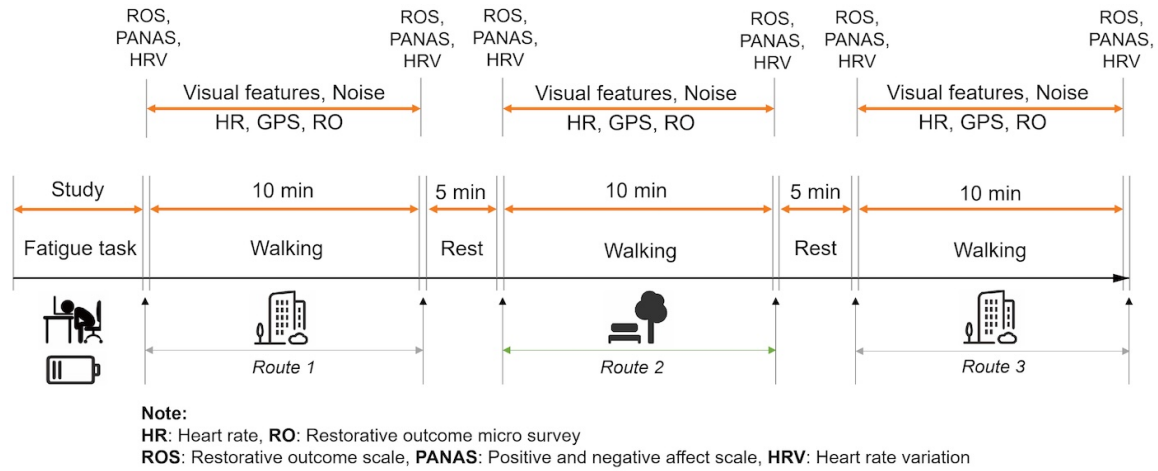 ROS,
PANAS,
HRV
ROS,
PANAS,
HRV
ROS,
PANAS,
HRV
ROS,
PANAS,
HRV
ROS,
PANAS,
HRV
ROS,
PANAS,
HRV
Visual features, Noise
HR, GPS, RO
Visual features, Noise
HR, GPS, RO
Visual features, Noise
HR, GPS, RO
Study
10 min
5 min
10 min
5 min
10 min
Fatigue task
Walking
Rest
Walking
Rest
Walking
Route 1
Route 2
Route 3
Note:
HR: Heart rate, RO: Restorative outcome micro survey
ROS: Restorative outcome scale, PANAS: Positive and negative affect scale, HRV: Heart rate variation